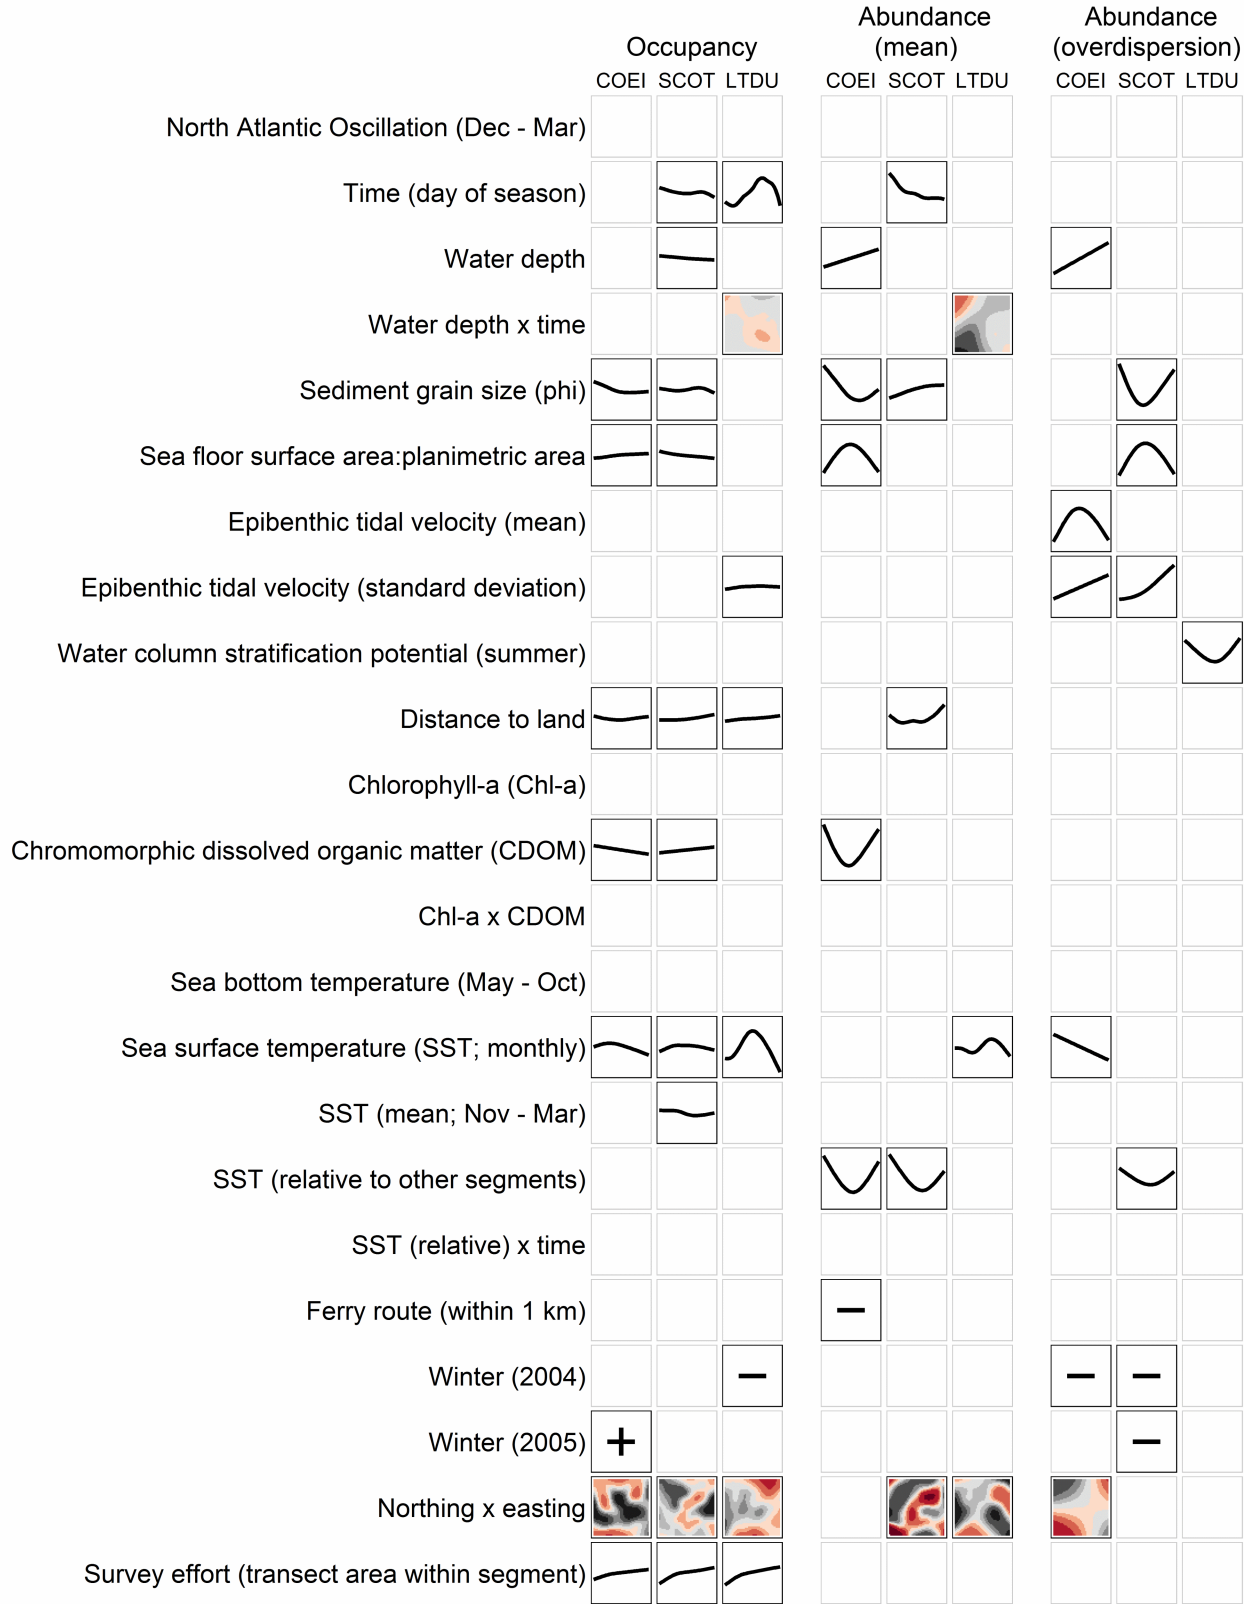 Occupancy
Abundance
(mean)
Abundance
(overdispersion)
COEI SCOT LTDU COEI SCOT LTDU COEI SCOT LTDU
North Atlantic Oscillation (Dec - Mar)
Time (day of season)
Water depth
Water depth x time
Sediment grain size (phi)
Sea floor surface area:planimetric area
Epibenthic tidal velocity (mean)
Epibenthic tidal velocity (standard deviation)
Water column stratification potential (summer)
Distance to land
Chlorophyll-a (Chl-a)
Chromomorphic dissolved organic matter (CDOM)
Chl-a x CDOM
Sea bottom temperature (May - Oct)
Sea surface temperature (SST; monthly)
SST (mean; Nov - Mar)
SST (relative to other segments)
SST (relative) x time
Ferry route (within 1 km)
Winter (2004)
Winter (2005)
Northing x easting
Survey effort (transect area within segment)